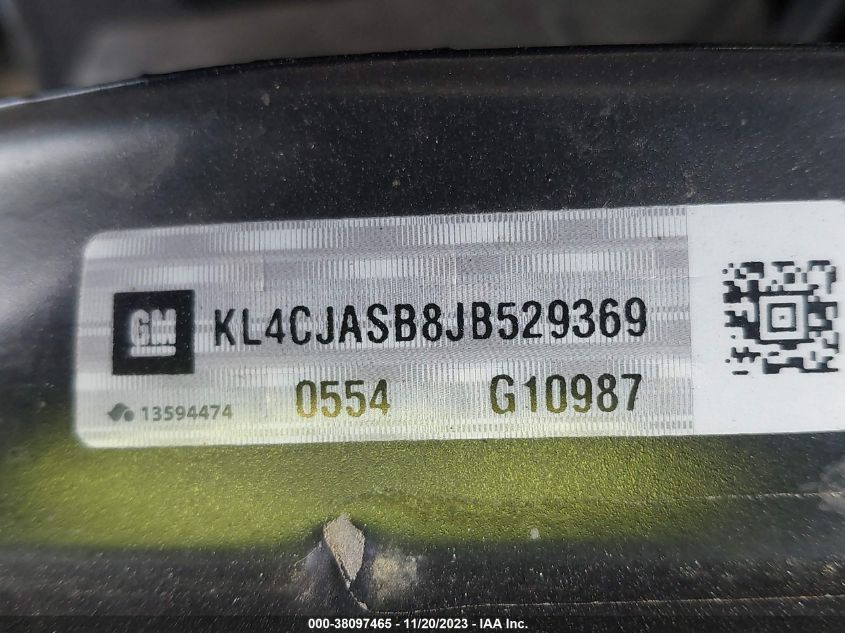 GM
KL4CJASB8JB529369
13594474 0554 G10987
000-38097465 - 11/20/2023 - IAA Inc.